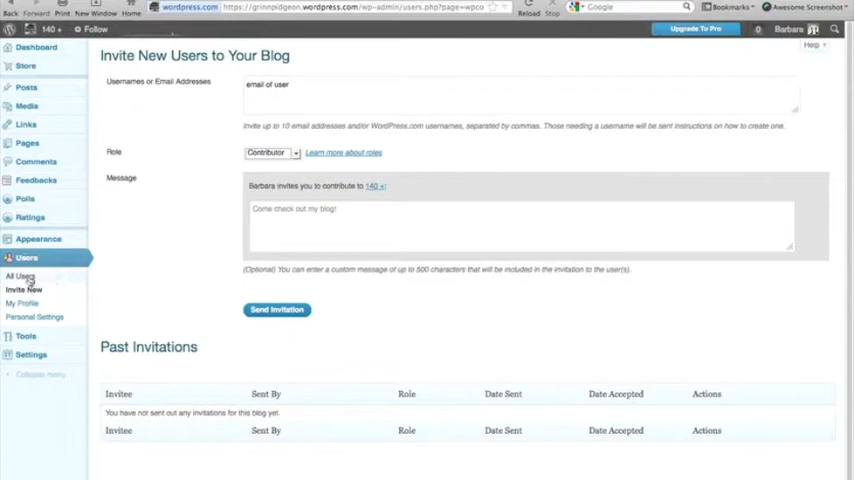 Back Forward Print New Window Home
wordpress.com https://grinnpidgeon.wordpress.com/wp-admin/users.php?page=wpco
Google
Reload Stop
Bookmarks Awesome Screenshot
140 + Follow
Upgrade To Pro
0
Barbara
Help
Dashboard
Store
Posts
Media
Links
Pages
Comments
Feedbacks
Polls
Ratings
Appearance
Users
All Users
Invite New
My Profile
Personal Settings
Tools
Settings
Collapse menu
Invite New Users to Your Blog
Usernames or Email Addresses
email of user
Invite up to 10 email addresses and/or WordPress.com usernames, separated by commas. Those needing a username will be sent instructions on how to create one.
Role
Contributor
Learn more about roles
Message
Barbara invites you to contribute to 140 +:
Come check out my blog!
(Optional) You can enter a custom message of up to 500 characters that will be included in the invitation to the user(s).
Send Invitation
Past Invitations
Invitee Sent By Role Date Sent Date Accepted Actions
You have not sent out any invitations for this blog yet.
Invitee Sent By Role Date Sent Date Accepted Actions